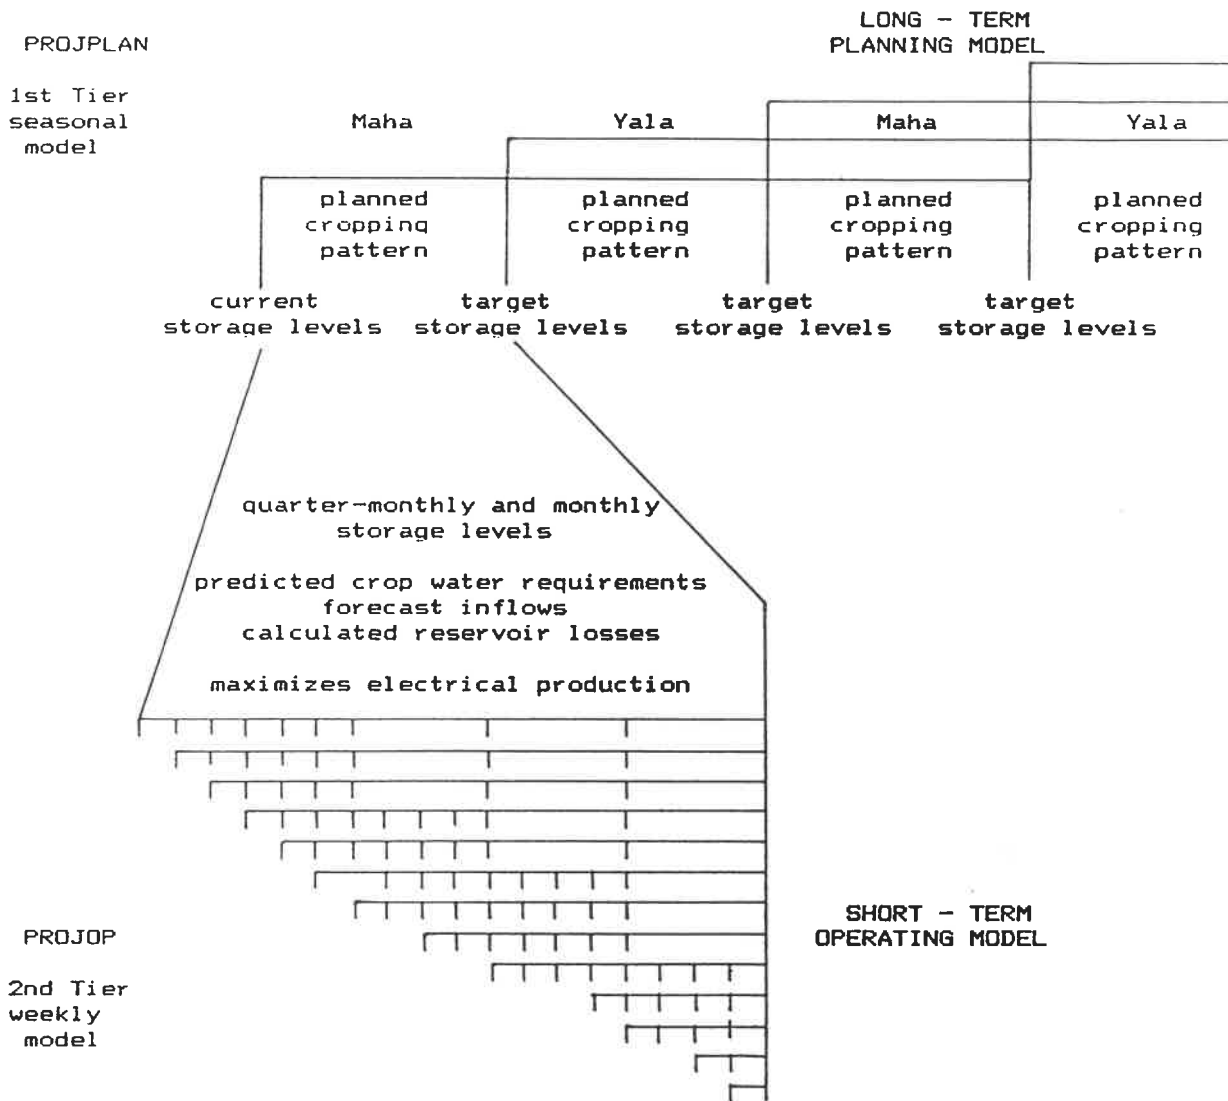 LONG - TERM
PROJPLAN
PLANNING MODEL
1st Tier
seasonal
model
Maha
Yala
Maha
Yala
planned
cropping
pattern
planned
cropping
pattern
planned
cropping
pattern
planned
cropping
pattern
current
storage levels
target
storage levels
target
storage levels
target
storage levels
quarter-monthly and monthly
storage levels
predicted crop water requirements
forecast inflows
calculated reservoir losses
maximizes electrical production
SHORT - TERM
OPERATING MODEL
PROJOP
2nd Tier
weekly
model